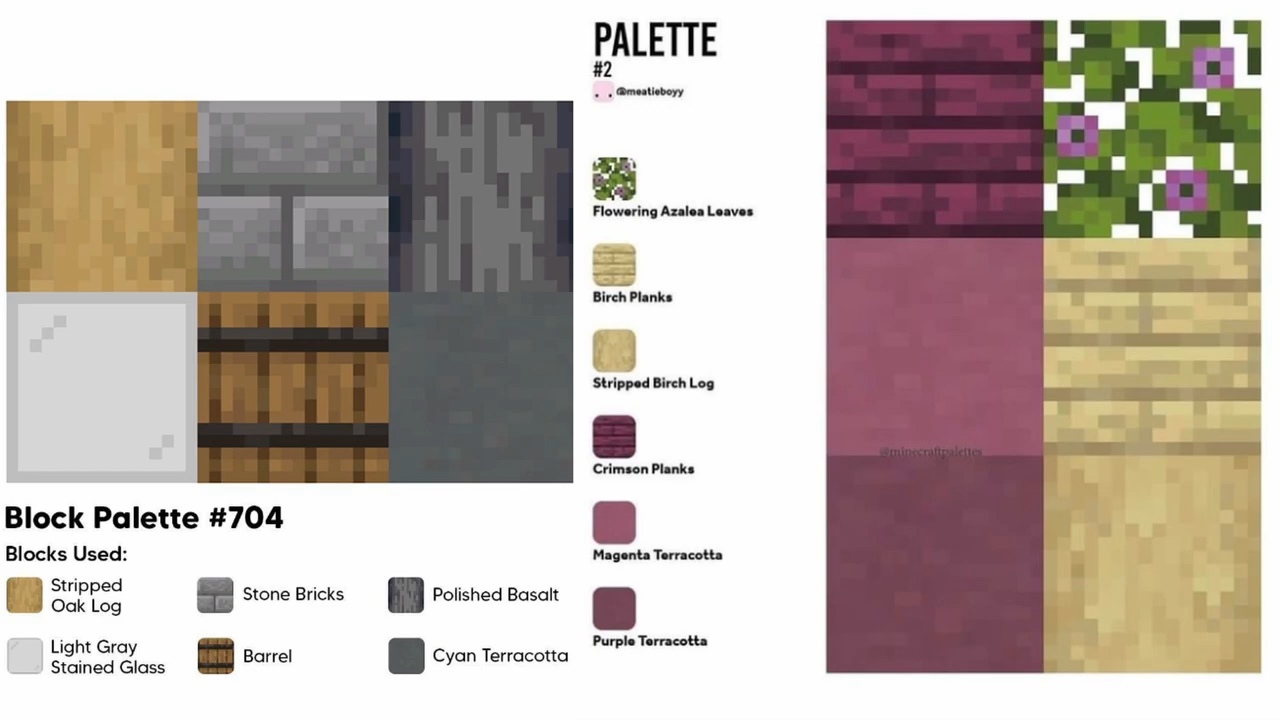 Block Palette #704
Blocks Used:
Stripped
Oak Log
Stone Bricks
Polished Basalt
Light Gray
Stained Glass
Barrel
Cyan Terracotta
PALETTE
#2
@meatieboyy
Flowering Azalea Leaves
Birch Planks
Stripped Birch Log
Crimson Planks
Magenta Terracotta
Purple Terracotta
@minecraftpalettes